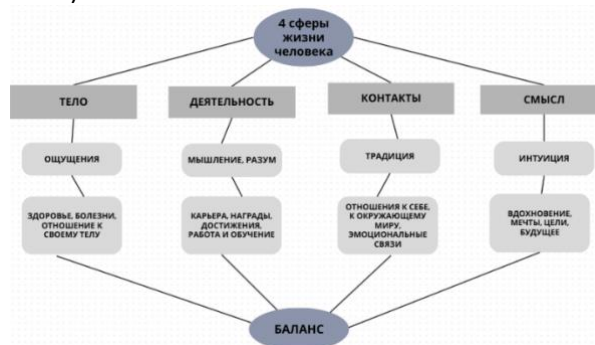 4 сферы
жизни
человека
ТЕЛО
ДЕЯТЕЛЬНОСТЬ
КОНТАКТЫ
СМЫСЛ
ОЩУЩЕНИЯ
МЫШЛЕНИЕ, РАЗУМ
ТРАДИЦИЯ
ИНТУИЦИЯ
ЗДОРОВЬЕ, БОЛЕЗНИ,
ОТНОШЕНИЕ К
СВОЕМУ ТЕЛУ
КАРЬЕРА, НАГРАДЫ,
ДОСТИЖЕНИЯ,
РАБОТА И ОБУЧЕНИЕ
ОТНОШЕНИЯ К СЕБЕ,
К ОКРУЖАЮЩЕМУ
МИРУ,
ЭМОЦИОНАЛЬНЫЕ
СВЯЗИ
ВДОХНОВЕНИЕ,
МЕЧТЫ, ЦЕЛИ,
БУДУЩЕЕ
БАЛАНС